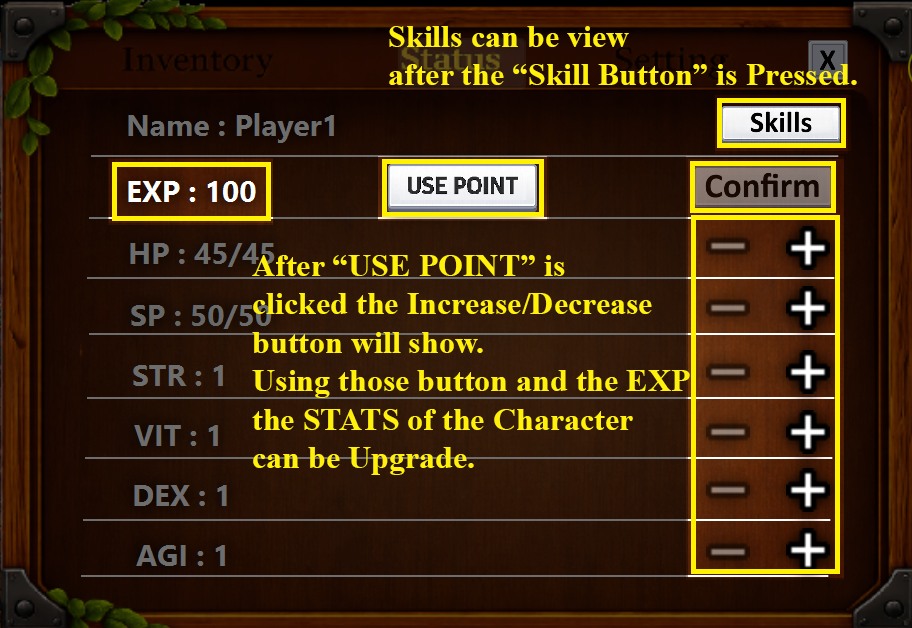 Skills can be view
after the “Skill Button” is Pressed.
Inventory Status Setting X
Name : Player1 Skills
EXP : 100 USE POINT Confirm
HP : 45/45
SP : 50/50
STR : 1
VIT : 1
DEX : 1
AGI : 1
After “USE POINT” is
clicked the Increase/Decrease
button will show.
Using those button and the EXP
the STATS of the Character
can be Upgrade.